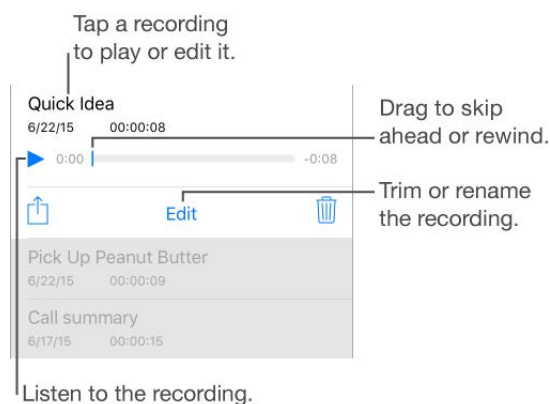 Tap a recording
to play or edit it.
Quick Idea
6/22/15 00:00:08
0:00 -0:08
Drag to skip
ahead or rewind.
Edit
Trim or rename
the recording.
Pick Up Peanut Butter
6/22/15 00:00:09
Call summary
6/17/15 00:00:15
Listen to the recording.